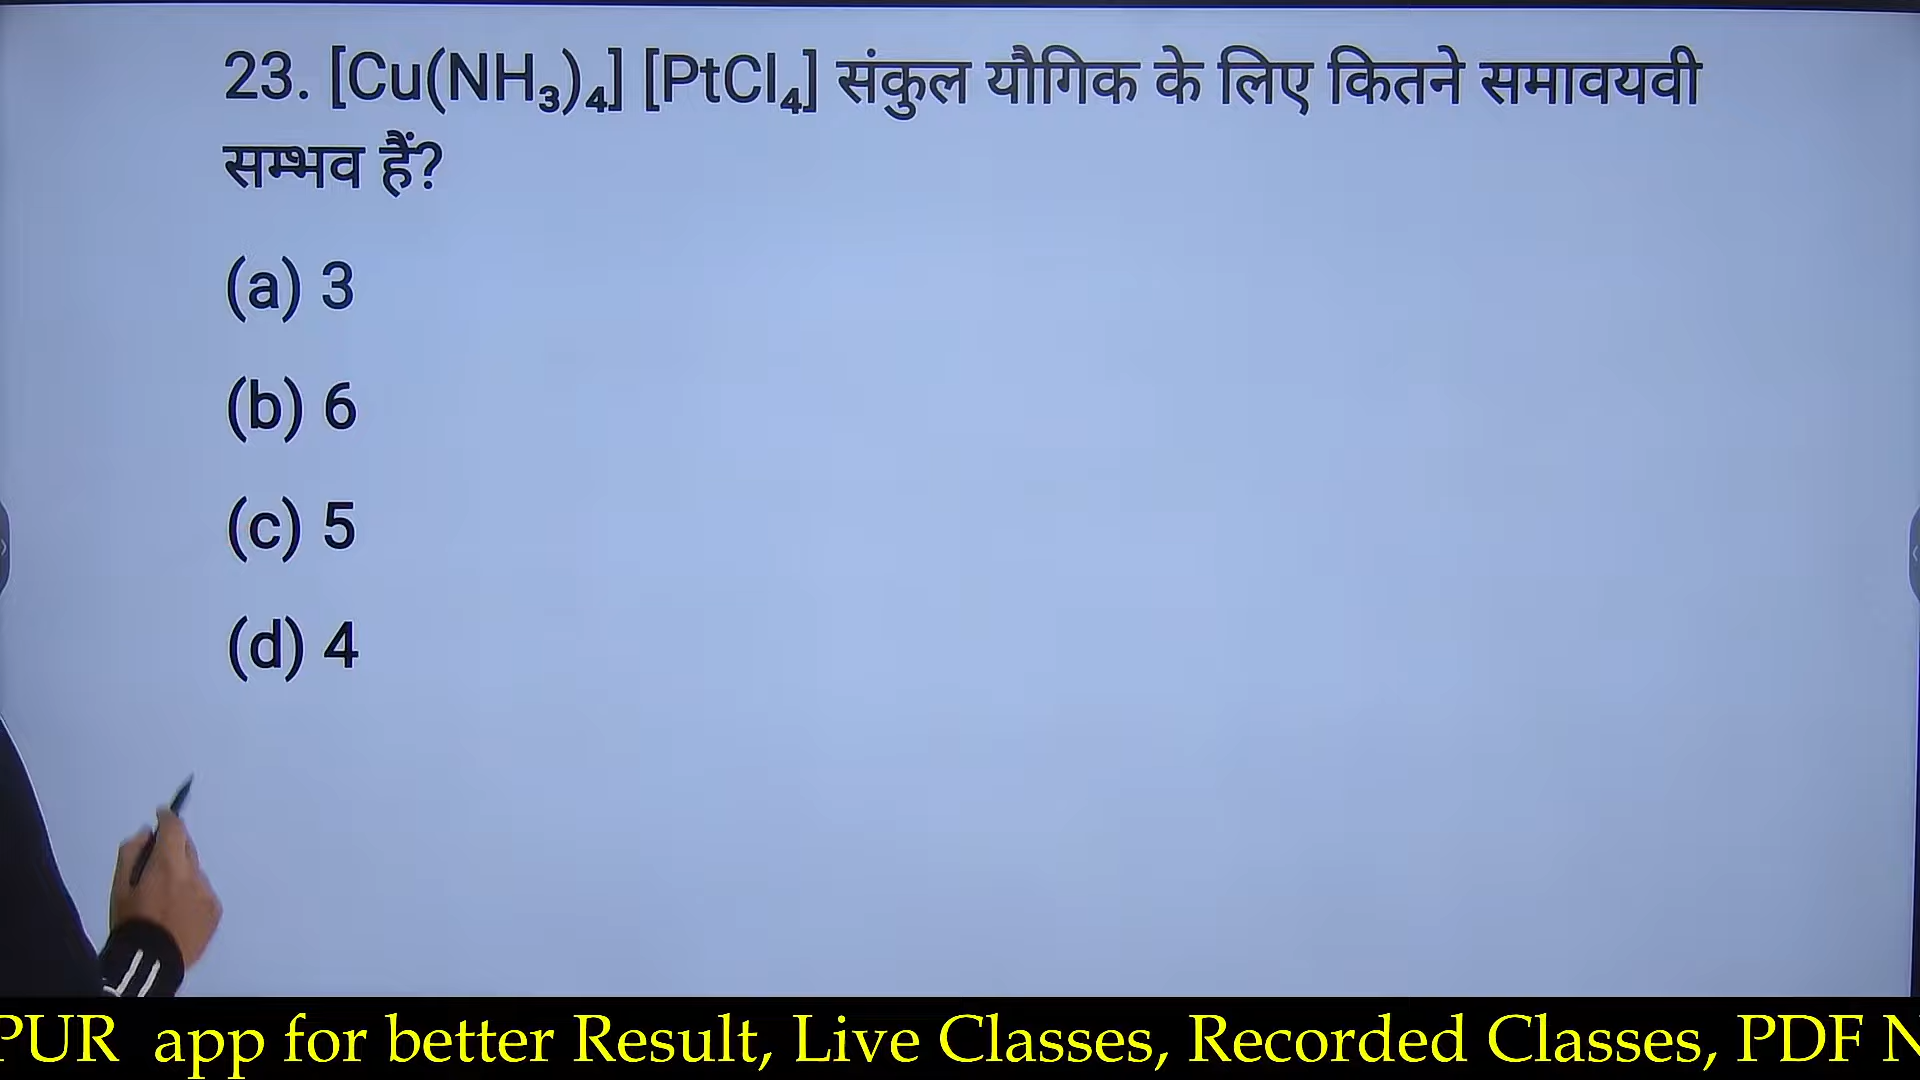 23. [Cu(NH₃)₄] [PtCl₄] संकुल यौगिक के लिए कितने समावयवी
सम्भव हैं?
(a) 3
(b) 6
(c) 5
(d) 4
PUR app for better Result, Live Classes, Recorded Classes, PDF N